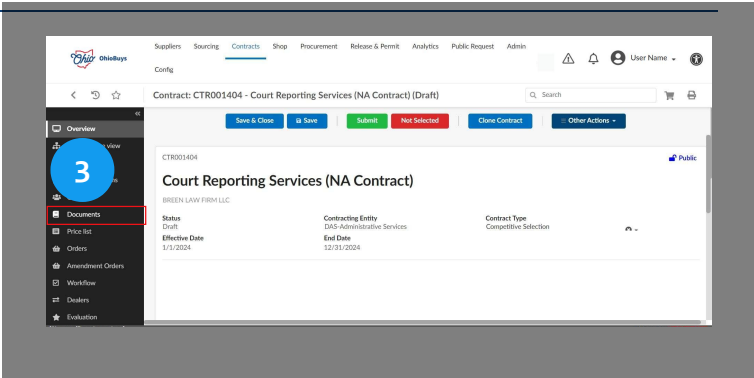 Suppliers Sourcing Contracts Shop Procurement Release & Permit Analytics Public Request Admin
Ohio OhioBuys
User Name
Config
Contract: CTR001404 - Court Reporting Services (NA Contract) (Draft)
Search
«
Save & Close Save Submit Not Selected Clone Contract Other Actions
Overview
view
3
ns
Documents
Price list
Orders
Amendment Orders
Workflow
Dealers
Evaluation
CTR001404
Public
Court Reporting Services (NA Contract)
BREEN LAW FIRM LLC
Status Contracting Entity Contract Type
Draft DAS-Administrative Services Competitive Selection
Effective Date End Date
1/1/2024 12/31/2024